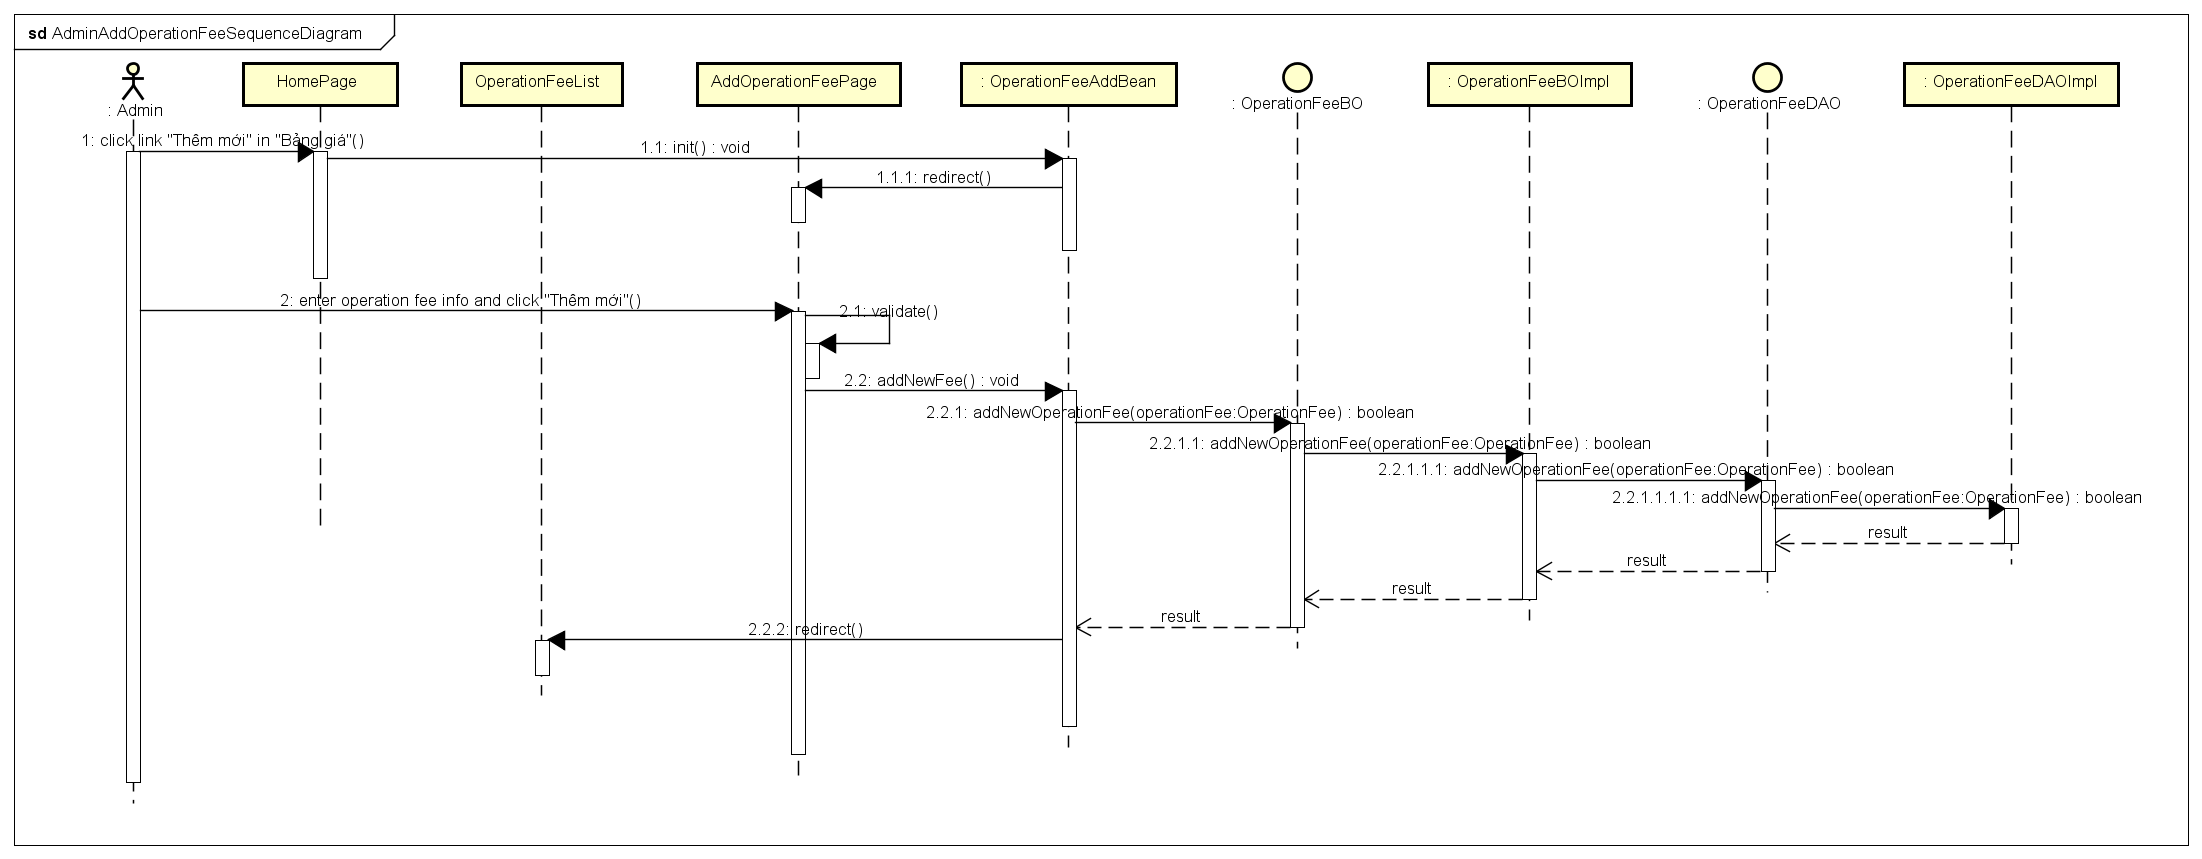 sd AdminAddOperationFeeSequenceDiagram
HomePage
OperationFeeList
AddOperationFeePage
: OperationFeeAddBean
: OperationFeeBOImpl
: OperationFeeDAOImpl
: Admin
: OperationFeeBO
: OperationFeeDAO
1: click link "Thêm mới" in "Bảng giá"()
1.1: init() : void
1.1.1: redirect()
2: enter operation fee info and click "Thêm mới"()
2.1: validate()
2.2: addNewFee() : void
2.2.1: addNewOperationFee(operationFee:OperationFee) : boolean
2.2.1.1: addNewOperationFee(operationFee:OperationFee) : boolean
2.2.1.1.1: addNewOperationFee(operationFee:OperationFee) : boolean
2.2.1.1.1.1: addNewOperationFee(operationFee:OperationFee) : boolean
result
result
result
result
2.2.2: redirect()